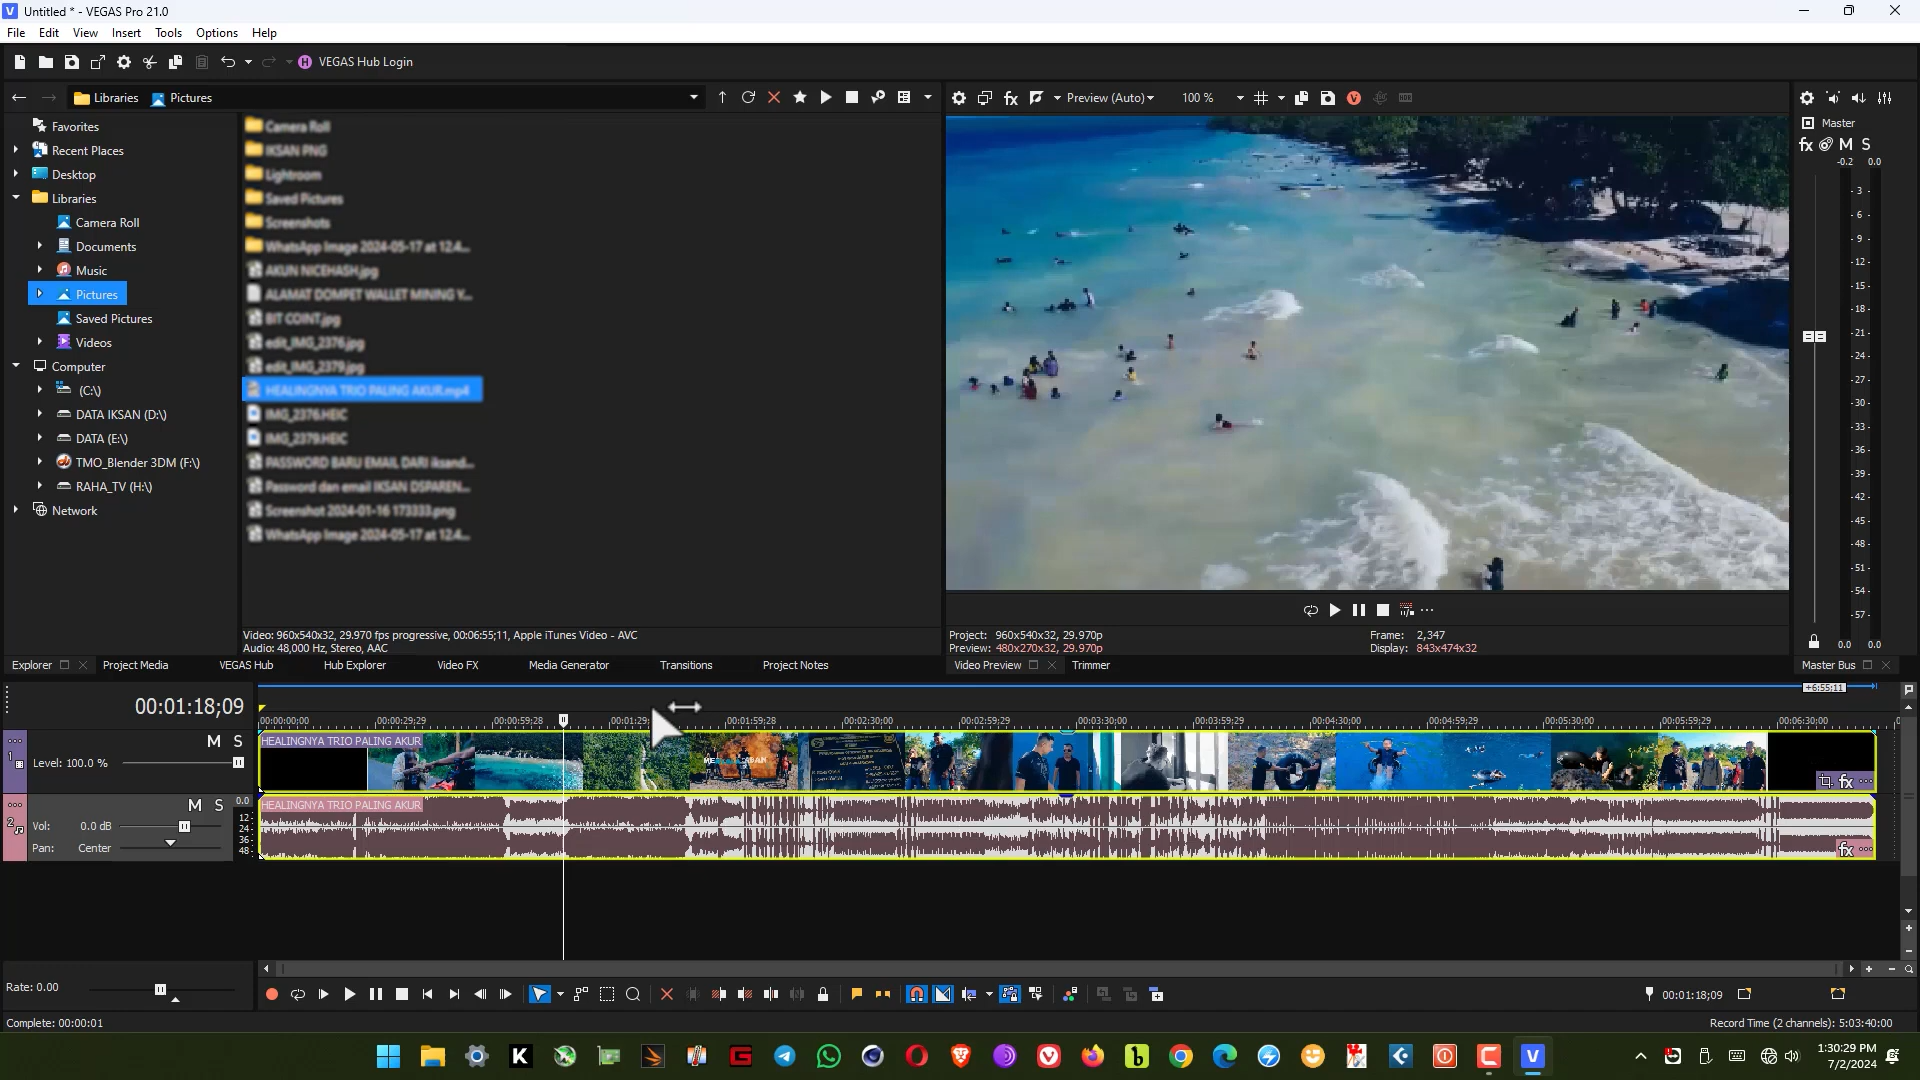 Untitled * - VEGAS Pro 21.0
File Edit View Insert Tools Options Help
VEGAS Hub Login
Libraries Pictures
Preview (Auto) 100 %
Favorites
Recent Places
Desktop
Libraries
Camera Roll
Documents
Music
Pictures
Saved Pictures
Videos
Computer
(C:\)
DATA IKSAN (D:\)
DATA (E:\)
TMO_Blender 3DM (F:\)
RAHA_TV (H:\)
Network
Camera Roll
IKSAN PNG
Lightroom
Saved Pictures
Screenshots
WhatsApp Image 2024-05-17 at 12.4...
AKUN NICEHASH.jpg
ALAMAT DOMPET WALLET MINING Y...
BIT COINT.jpg
edit_IMG_2376.jpg
edit_IMG_2379.jpg
HEALINGNYA TRIO PALING AKUR.mp4
IMG_2376.HEIC
IMG_2379.HEIC
PASSWORD BARU EMAIL DARI iksand...
Password dan email IKSAN DSPAREN...
Screenshot 2024-01-16 173333.png
WhatsApp Image 2024-05-17 at 12.4...
Video: 960x540x32, 29.970 fps progressive, 00:06:55;11, Apple iTunes Video - AVC
Audio: 48,000 Hz, Stereo, AAC
Project: 960x540x32, 29.970p
Preview: 480x270x32, 29.970p
Frame: 2,347
Display: 843x474x32
Master
fx M S
-0.2 0.0
- 3 -
- 6 -
- 9 -
-12-
-15-
-18-
-21-
-24-
-27-
-30-
-33-
-36-
-39-
-42-
-45-
-48-
-51-
-54-
-57-
0.0 0.0
Explorer Project Media VEGAS Hub Hub Explorer Video FX Media Generator Transitions Project Notes
Video Preview Trimmer
Master Bus
00:01:18;09
+6:55;11
00:00:00;00 00:00:29;29 00:00:59;28 00:01:29; 00:01:59;28 00:02:30;00 00:02:59;29 00:03:30;00 00:03:59;29 00:04:30;00 00:04:59;29 00:05:30;00 00:05:59;29 00:06:30;00
1 M S
Level: 100.0 %
HEALINGNYA TRIO PALING AKUR
fx
2 M S
Vol: 0.0 dB
Pan: Center
0.0
12
24
36
48
HEALINGNYA TRIO PALING AKUR
fx
Rate: 0.00
00:01:18;09
Complete: 00:00:01
Record Time (2 channels): 5:03:40:00
1:30:29 PM
7/2/2024